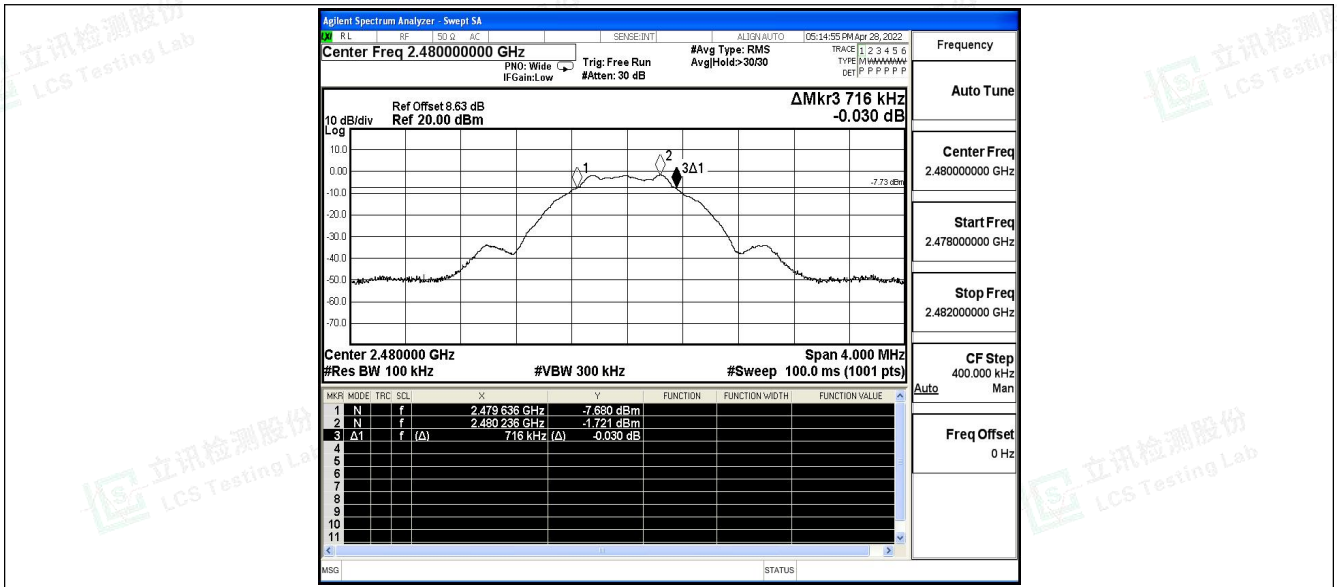 Agilent Spectrum Analyzer - Swept SA
LXI RL RF 50 Ω AC SENSE:INT ALIGN AUTO 05:14:55 PM Apr 28, 2022
Center Freq 2.480000000 GHz
PNO: Wide
IFGain:Low
Trig: Free Run
#Atten: 30 dB
#Avg Type: RMS
Avg|Hold:>30/30
TRACE 1 2 3 4 5 6
TYPE MWWWWW
DET P P P P P P
ΔMkr3 716 kHz
-0.030 dB
Ref Offset 8.63 dB
10 dB/div Ref 20.00 dBm
Log
10.0
0.00
-10.0
-20.0
-30.0
-40.0
-50.0
-60.0
-70.0
1
2
3Δ1
-7.73 dBm
Center 2.480000 GHz Span 4.000 MHz
#Res BW 100 kHz #VBW 300 kHz #Sweep 100.0 ms (1001 pts)
MKR MODE TRC SCL X Y FUNCTION FUNCTION WIDTH FUNCTION VALUE
1 N f 2.479 636 GHz -7.680 dBm
2 N f 2.480 236 GHz -1.721 dBm
3 Δ1 f (Δ) 716 kHz (Δ) -0.030 dB
4
5
6
7
8
9
10
11
MSG STATUS
Frequency
Auto Tune
Center Freq
2.480000000 GHz
Start Freq
2.478000000 GHz
Stop Freq
2.482000000 GHz
CF Step
400.000 kHz
Auto Man
Freq Offset
0 Hz
立讯检测股份
LCS Testing Lab
立讯检测股份
LCS Testing Lab
立讯检测股份
LCS Testing Lab
立讯检测股份
LCS Testing Lab